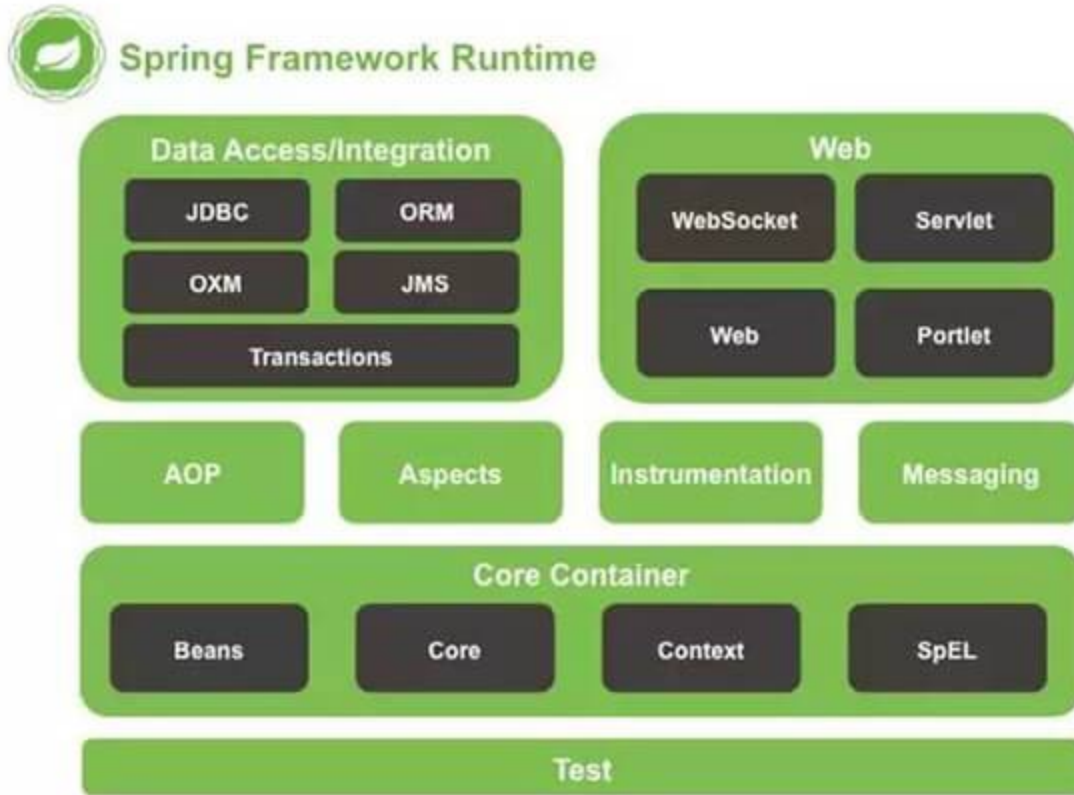 Spring Framework Runtime
Data Access/Integration
JDBC
ORM
OXM
JMS
Transactions
Web
WebSocket
Servlet
Web
Portlet
AOP
Aspects
Instrumentation
Messaging
Core Container
Beans
Core
Context
SpEL
Test